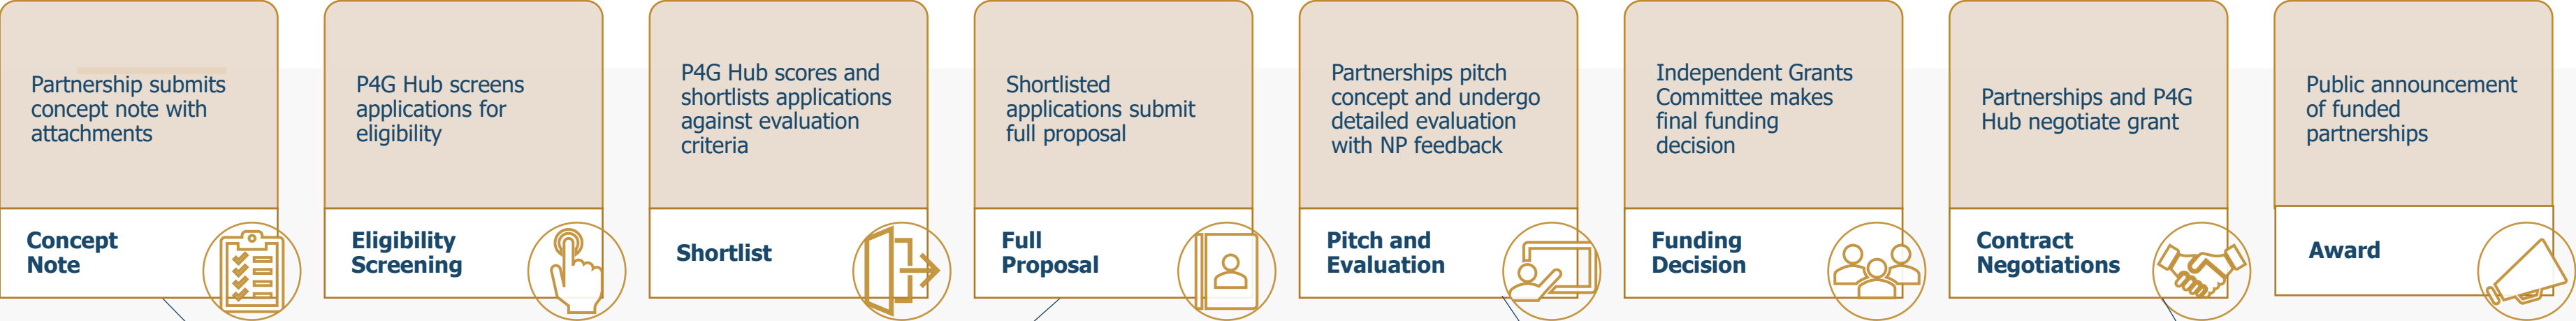 Partnership submits
concept note with
attachments
Concept
Note
P4G Hub screens
applications for
eligibility
Eligibility
Screening
P4G Hub scores and
shortlists applications
against evaluation
criteria
Shortlist
Shortlisted
applications submit
full proposal
Full
Proposal
Partnerships pitch
concept and undergo
detailed evaluation
with NP feedback
Pitch and
Evaluation
Independent Grants
Committee makes
final funding
decision
Funding
Decision
Partnerships and P4G
Hub negotiate grant
Contract
Negotiations
Public announcement
of funded
partnerships
Award